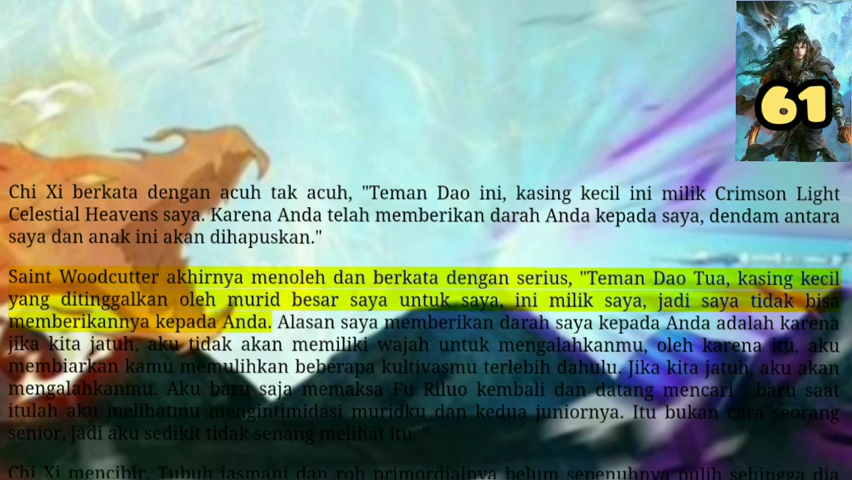 61
Chi Xi berkata dengan acuh tak acuh, "Teman Dao ini, kasing kecil ini milik Crimson Light
Celestial Heavens saya. Karena Anda telah memberikan darah Anda kepada saya, dendam antara
saya dan anak ini akan dihapuskan."
Saint Woodcutter akhirnya menoleh dan berkata dengan serius, "Teman Dao Tua, kasing kecil
yang ditinggalkan oleh murid besar saya untuk saya, ini milik saya, jadi saya tidak bisa
memberikannya kepada Anda. Alasan saya memberikan darah saya kepada Anda adalah karena
jika kita jatuh, aku tidak akan memiliki wajah untuk mengalahkanmu, oleh karena itu, aku
membiarkan kamu memulihkan beberapa kultivasmu terlebih dahulu. Jika kita jatuh, aku akan
mengalahkanmu. Aku baru saja memaksa Fu Riluo kembali dan datang mencari , baru saat
itulah aku melihatmu mengintimidasi muridku dan kedua juniornya. Itu bukan cara seorang
senior, jadi aku sedikit tidak senang melihat itu. "
Chi Xi mencibir. Tubuh jasmani dan roh primordialnya belum sepenuhnya pulih sehingga dia